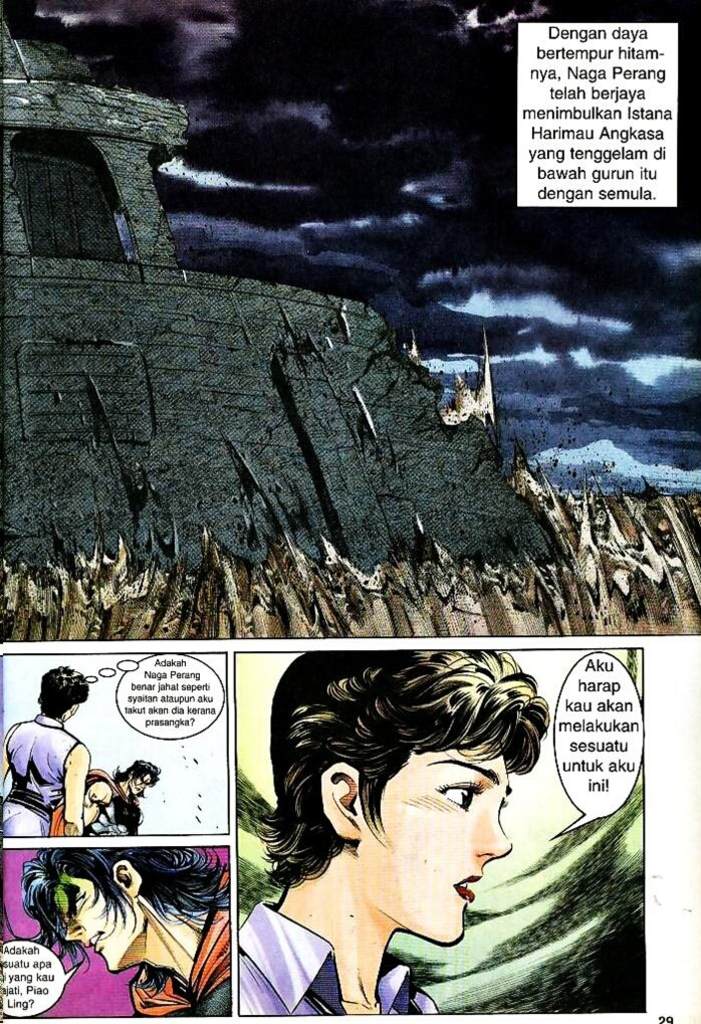 Dengan daya
bertempur hitam-
nya, Naga Perang
telah berjaya
menimbulkan Istana
Harimau Angkasa
yang tenggelam di
bawah gurun itu
dengan semula.
Adakah
Naga Perang
benar jahat seperti
syaitan ataupun aku
takut akan dia kerana
prasangka?
Adakah
suatu apa
yang kau
jati, Piao
Ling?
Aku
harap
kau akan
melakukan
sesuatu
untuk aku
ini!
29